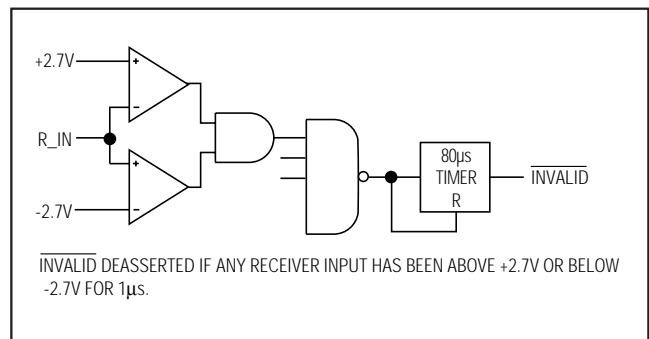 +2.7V
+
-
R_IN
+
-2.7V
-
80µs
TIMER
R
INVALID
INVALID DEASSERTED IF ANY RECEIVER INPUT HAS BEEN ABOVE +2.7V OR BELOW
-2.7V FOR 1µs.